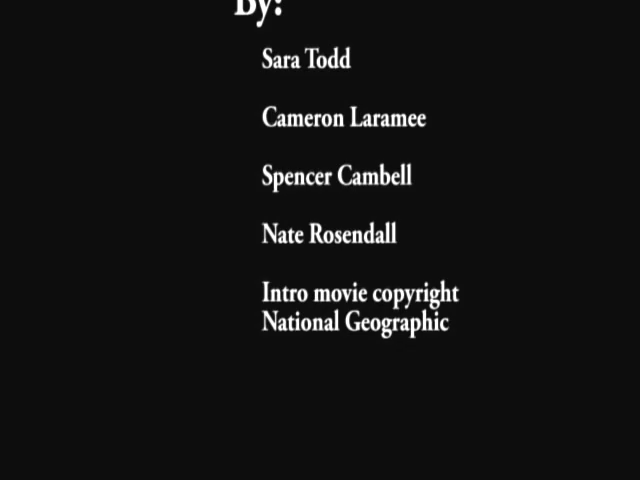 By:
Sara Todd
Cameron Laramee
Spencer Cambell
Nate Rosendall
Intro movie copyright
National Geographic